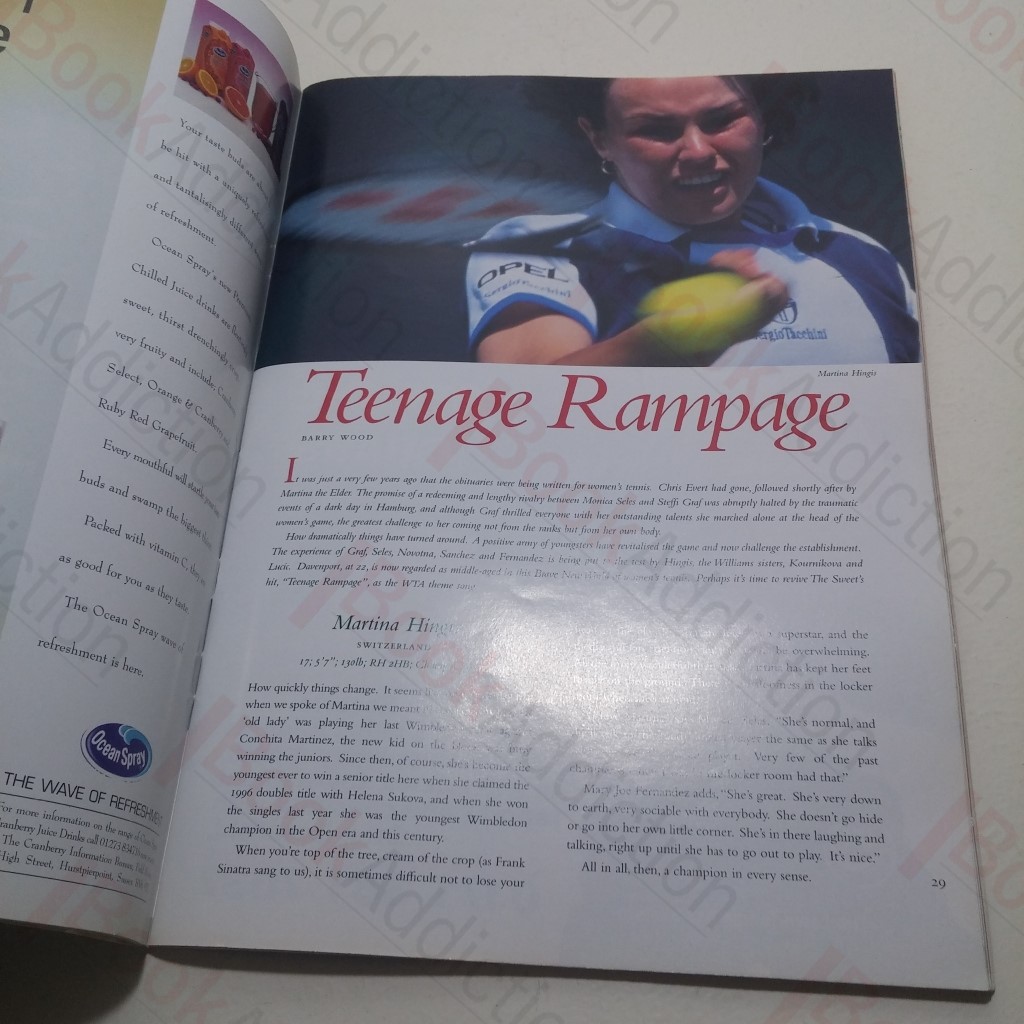 Your taste buds are
be hit with a uniquely
and tantalisingly different
of refreshment.
Ocean Spray's new
Chilled Juice drinks are
sweet, thirst drenchingly
very fruity and include;
Select, Orange & Cranberry
Ruby Red Grapefruit.
Every mouthful will startle
buds and swamp the biggest
Packed with vitamin C,
as good for you as they taste.
The Ocean Spray wave of
refreshment is here.
Ocean Spray
THE WAVE OF REFRESHMENT
For more information on the range of
Cranberry Juice Drinks call 01273
The Cranberry Information Bureau,
High Street, Hurstpierpoint, Sussex
OPEL
Sergio Tacchini
Sergio Tacchini
Martina Hingis
Teenage Rampage
BARRY WOOD
It was just a very few years ago that the obituaries were being written for women's tennis. Chris Evert had gone, followed shortly after by
Martina the Elder. The promise of a redeeming and lengthy rivalry between Monica Seles and Steffi Graf was abruptly halted by the traumatic
events of a dark day in Hamburg, and although Graf thrilled everyone with her outstanding talents she marched alone at the head of the
women's game, the greatest challenge to her coming not from the ranks but from her own body.
How dramatically things have turned around. A positive army of youngsters have revitalised the game and now challenge the establishment.
The experience of Graf, Seles, Novotna, Sanchez and Fernandez is being put to the test by Hingis, the Williams sisters, Kournikova and
Lucic. Davenport, at 22, is now regarded as middle-aged in this Brave New World of women's tennis. Perhaps it's time to revive The Sweet's
hit, "Teenage Rampage", as the WTA theme song.
Martina Hingis
SWITZERLAND
17; 5'7"; 130lb; RH 2HB;
How quickly things change. It seems
when we spoke of Martina we meant
'old lady' was playing her last
Conchita Martinez, the new kid on the
winning the juniors. Since then, of course, she's become the
youngest ever to win a senior title here when she claimed the
1996 doubles title with Helena Sukova, and when she won
the singles last year she was the youngest Wimbledon
champion in the Open era and this century.
When you're top of the tree, cream of the crop (as Frank
Sinatra sang to us), it is sometimes difficult not to lose your
superstar, and the
be overwhelming.
has kept her feet
the ground. in the locker
"She's normal, and
the same as she talks
Very few of the past
the locker room had that."
Mary Joe Fernandez adds, "She's great. She's very down
to earth, very sociable with everybody. She doesn't go hide
or go into her own little corner. She's in there laughing and
talking, right up until she has to go out to play. It's nice."
All in all, then, a champion in every sense.
29
BookAddiction